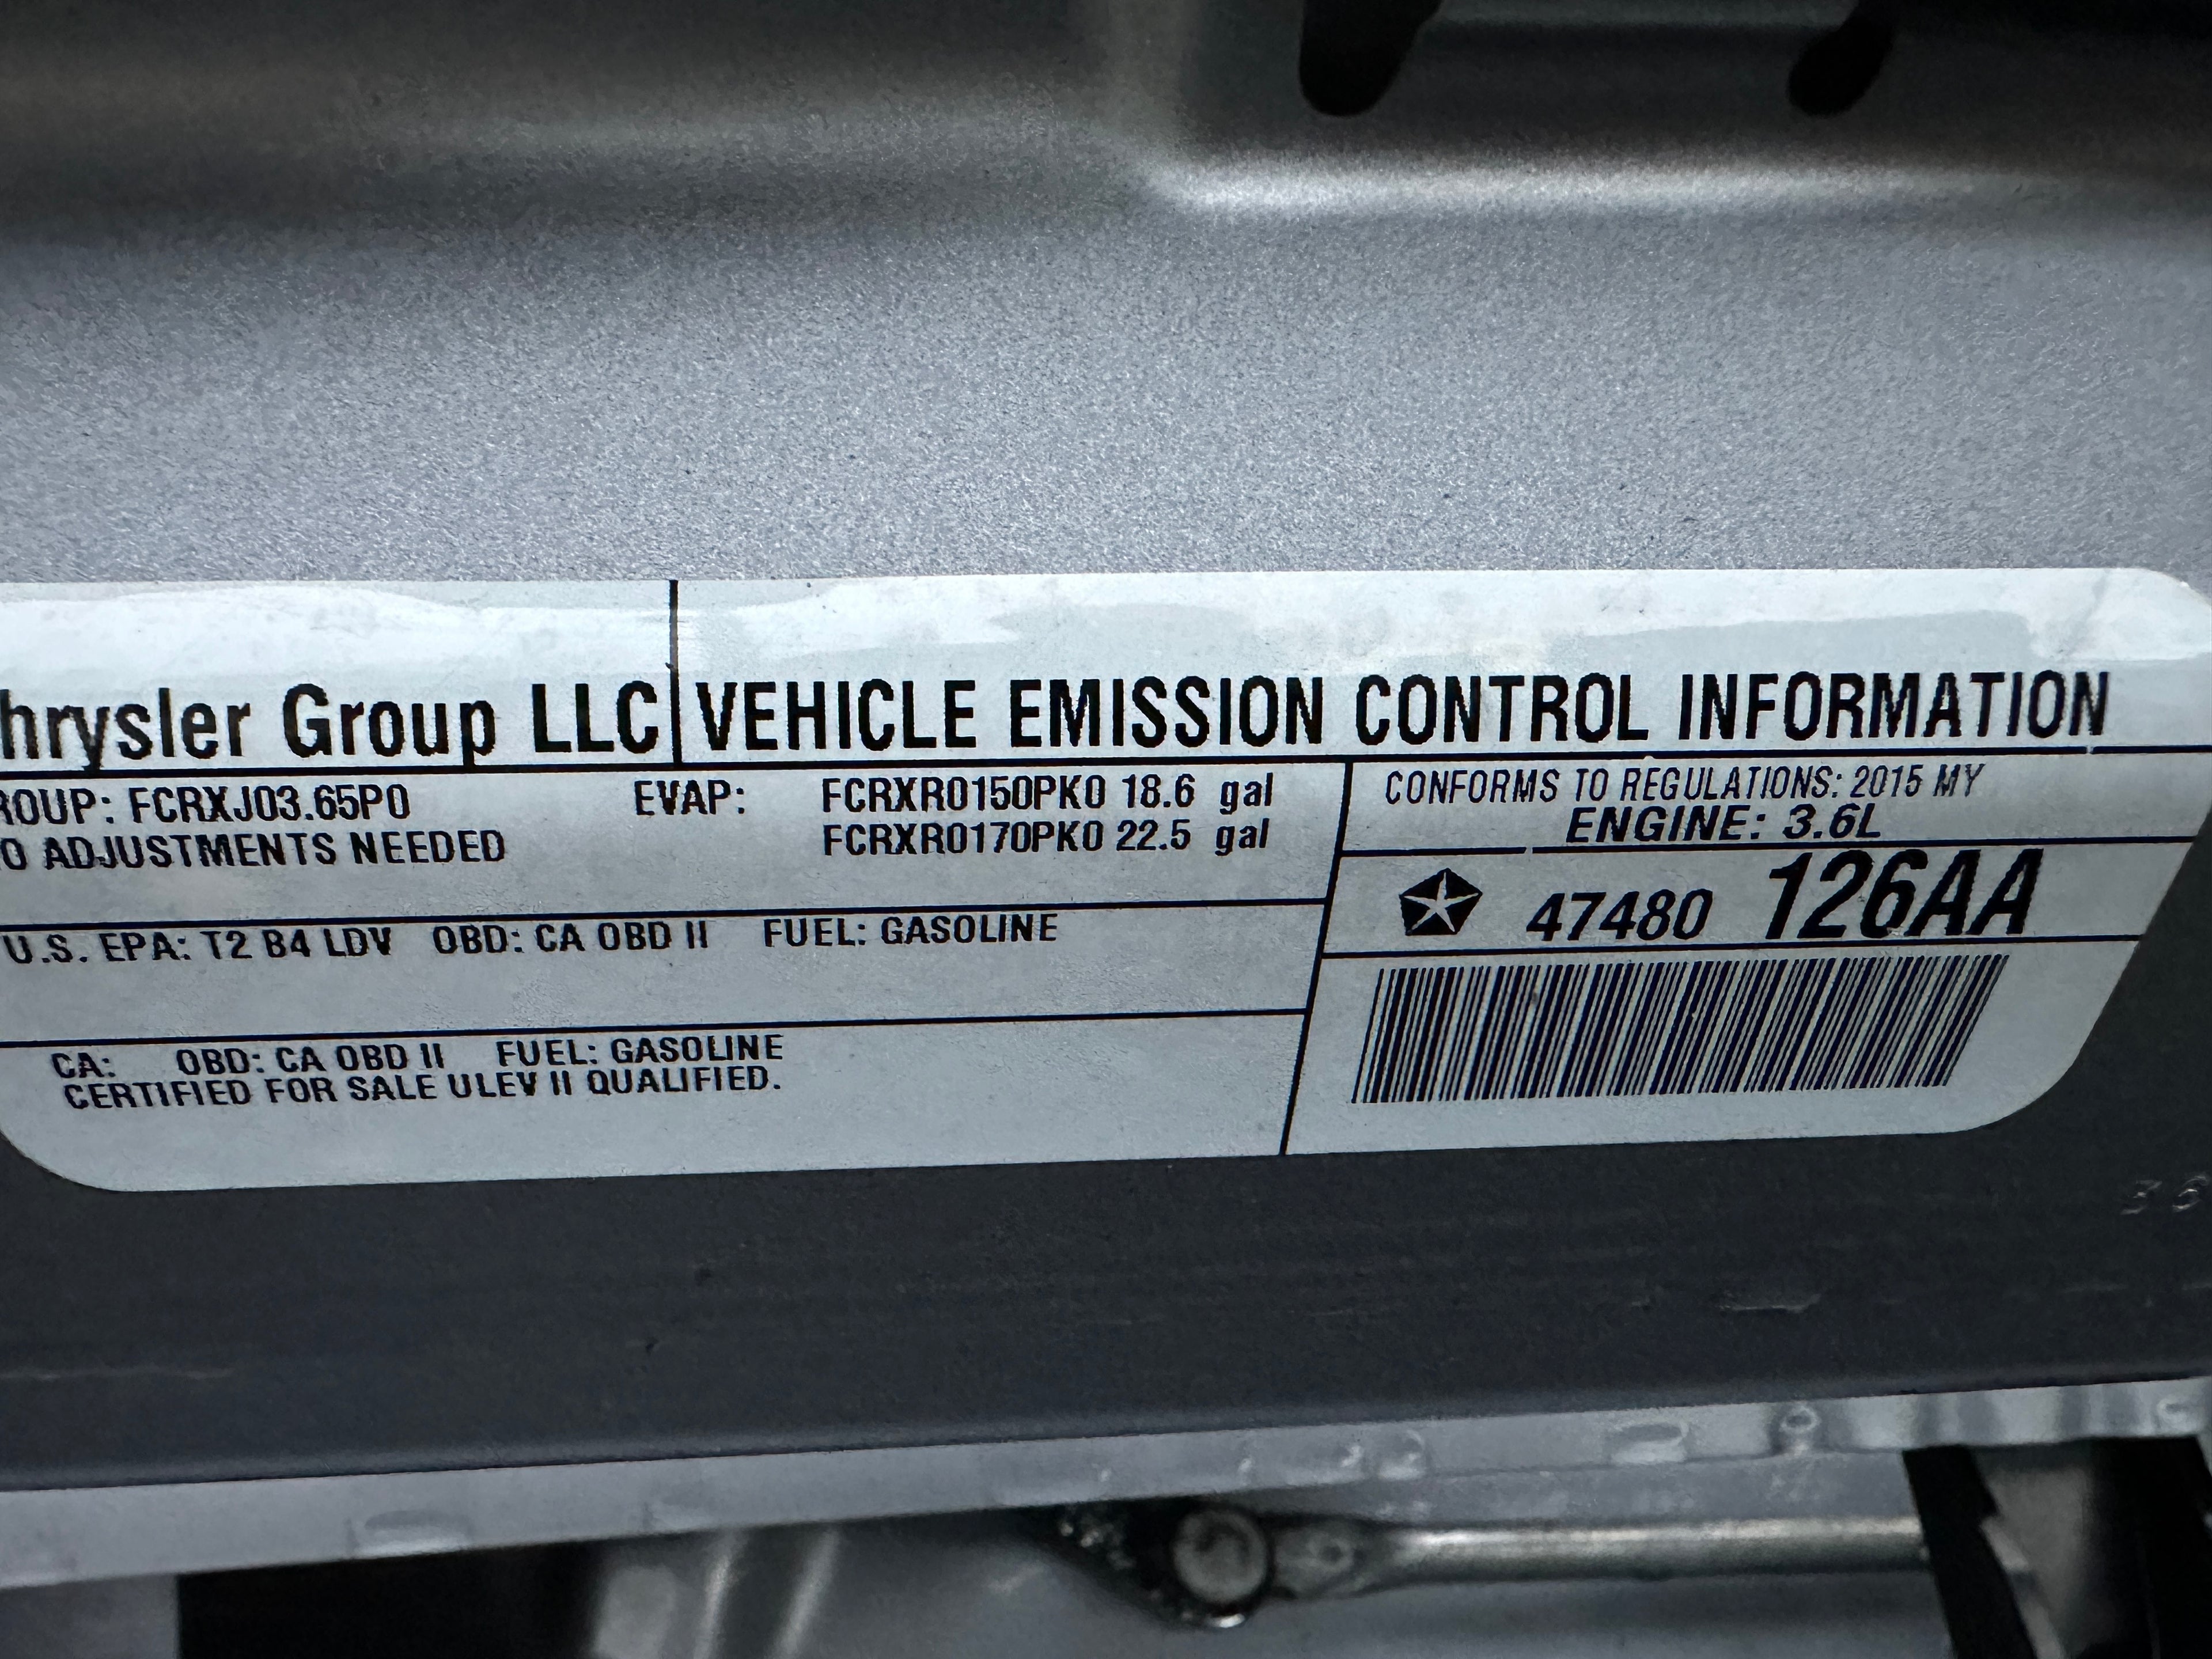 hrysler Group LLC VEHICLE EMISSION CONTROL INFORMATION
ROUP: FCRXJ03.65P0 EVAP: FCRXR0150PK0 18.6 gal
FCRXR0170PK0 22.5 gal
O ADJUSTMENTS NEEDED
CONFORMS TO REGULATIONS: 2015 MY
ENGINE: 3.6L
47480 126AA
U.S. EPA: T2 B4 LDV OBD: CA OBD II FUEL: GASOLINE
CA: OBD: CA OBD II FUEL: GASOLINE
CERTIFIED FOR SALE ULEV II QUALIFIED.